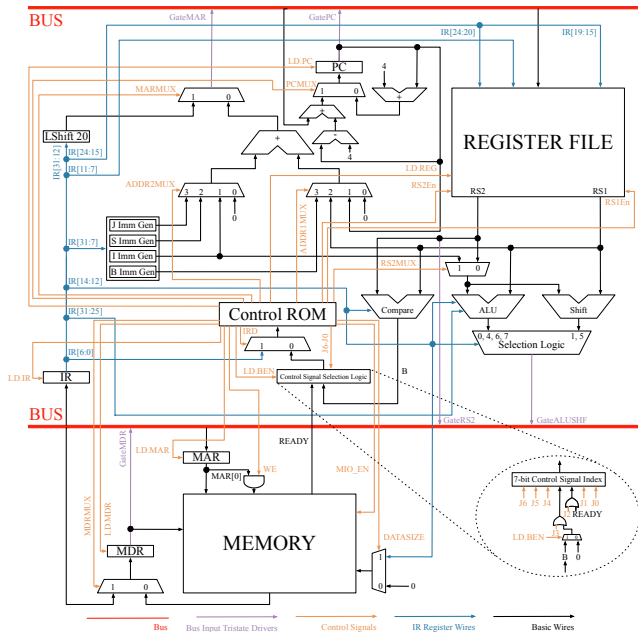 BUS
GateMAR
GatePC
IR[24:20]
IR[19:15]
LD.PC
PC
PCMUX
4
MARMUX
1 0
1 0
+
LShift 20
+
-
+
4
REGISTER FILE
IR[31:12]
IR[24:15]
IR[11:7]
LD.REG
RS2En
RS2
RS1
RS1En
ADDR2MUX
3 2 1 0
0
ADDR1MUX
3 2 1 0
0
J Imm Gen
S Imm Gen
I Imm Gen
B Imm Gen
IR[31:7]
RS2MUX
1 0
IR[14:12]
Compare
ALU
Shift
IR[31:25]
Control ROM
0, 4, 6, 7
1, 5
Selection Logic
IRD
1 0
J6-J0
IR[6:0]
LD.IR
IR
LD.BEN
Control Signal Selection Logic
B
BUS
GateRS2
GateALUSHF
GateMDR
LD.MAR
MAR
MAR[0]
WE
READY
MIO_EN
7-bit Control Signal Index
J6 J5 J4 J3 J2 J1 J0
READY
LD.BEN
1 0
B 0
MDRMUX
LD.MDR
MDR
MEMORY
DATASIZE
1
0
0
1 0
Bus
Bus Input Tristate Drivers
Control Signals
IR Register Wires
Basic Wires